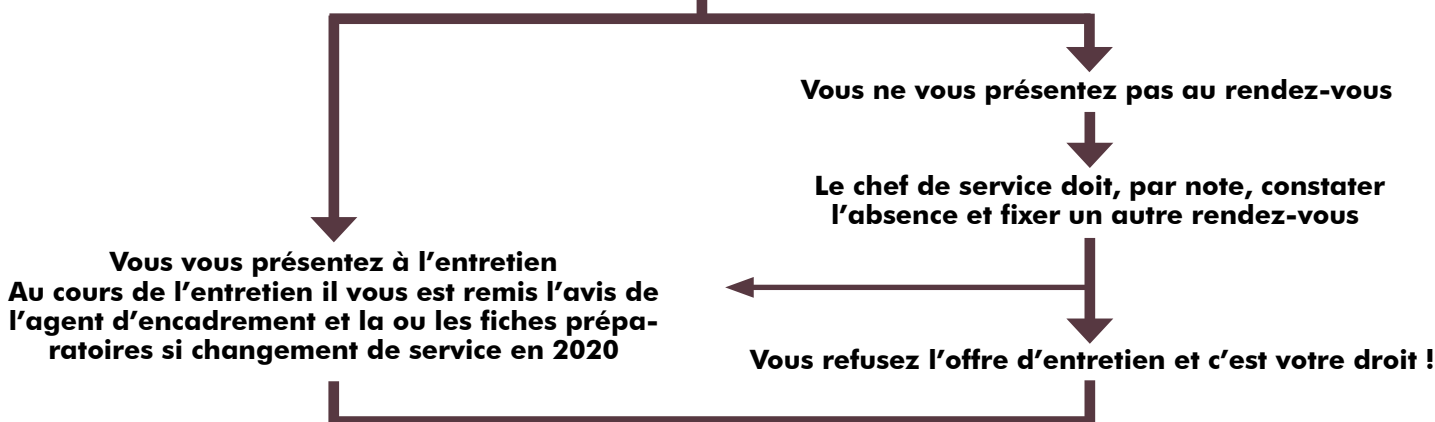 Vous ne vous présentez pas au rendez-vous
Le chef de service doit, par note, constater
l’absence et fixer un autre rendez-vous
Vous vous présentez à l’entretien
Au cours de l’entretien il vous est remis l’avis de
l’agent d’encadrement et la ou les fiches prépa-
ratoires si changement de service en 2020
Vous refusez l’offre d’entretien et c’est votre droit !